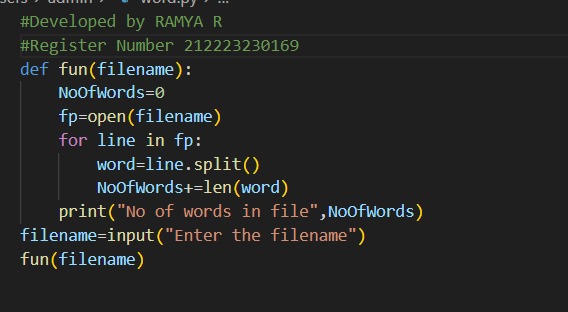 word.py
#Developed by RAMYA R
#Register Number 212223230169
def fun(filename):
    NoOfWords=0
    fp=open(filename)
    for line in fp:
        word=line.split()
        NoOfWords+=len(word)
    print("No of words in file",NoOfWords)
filename=input("Enter the filename")
fun(filename)